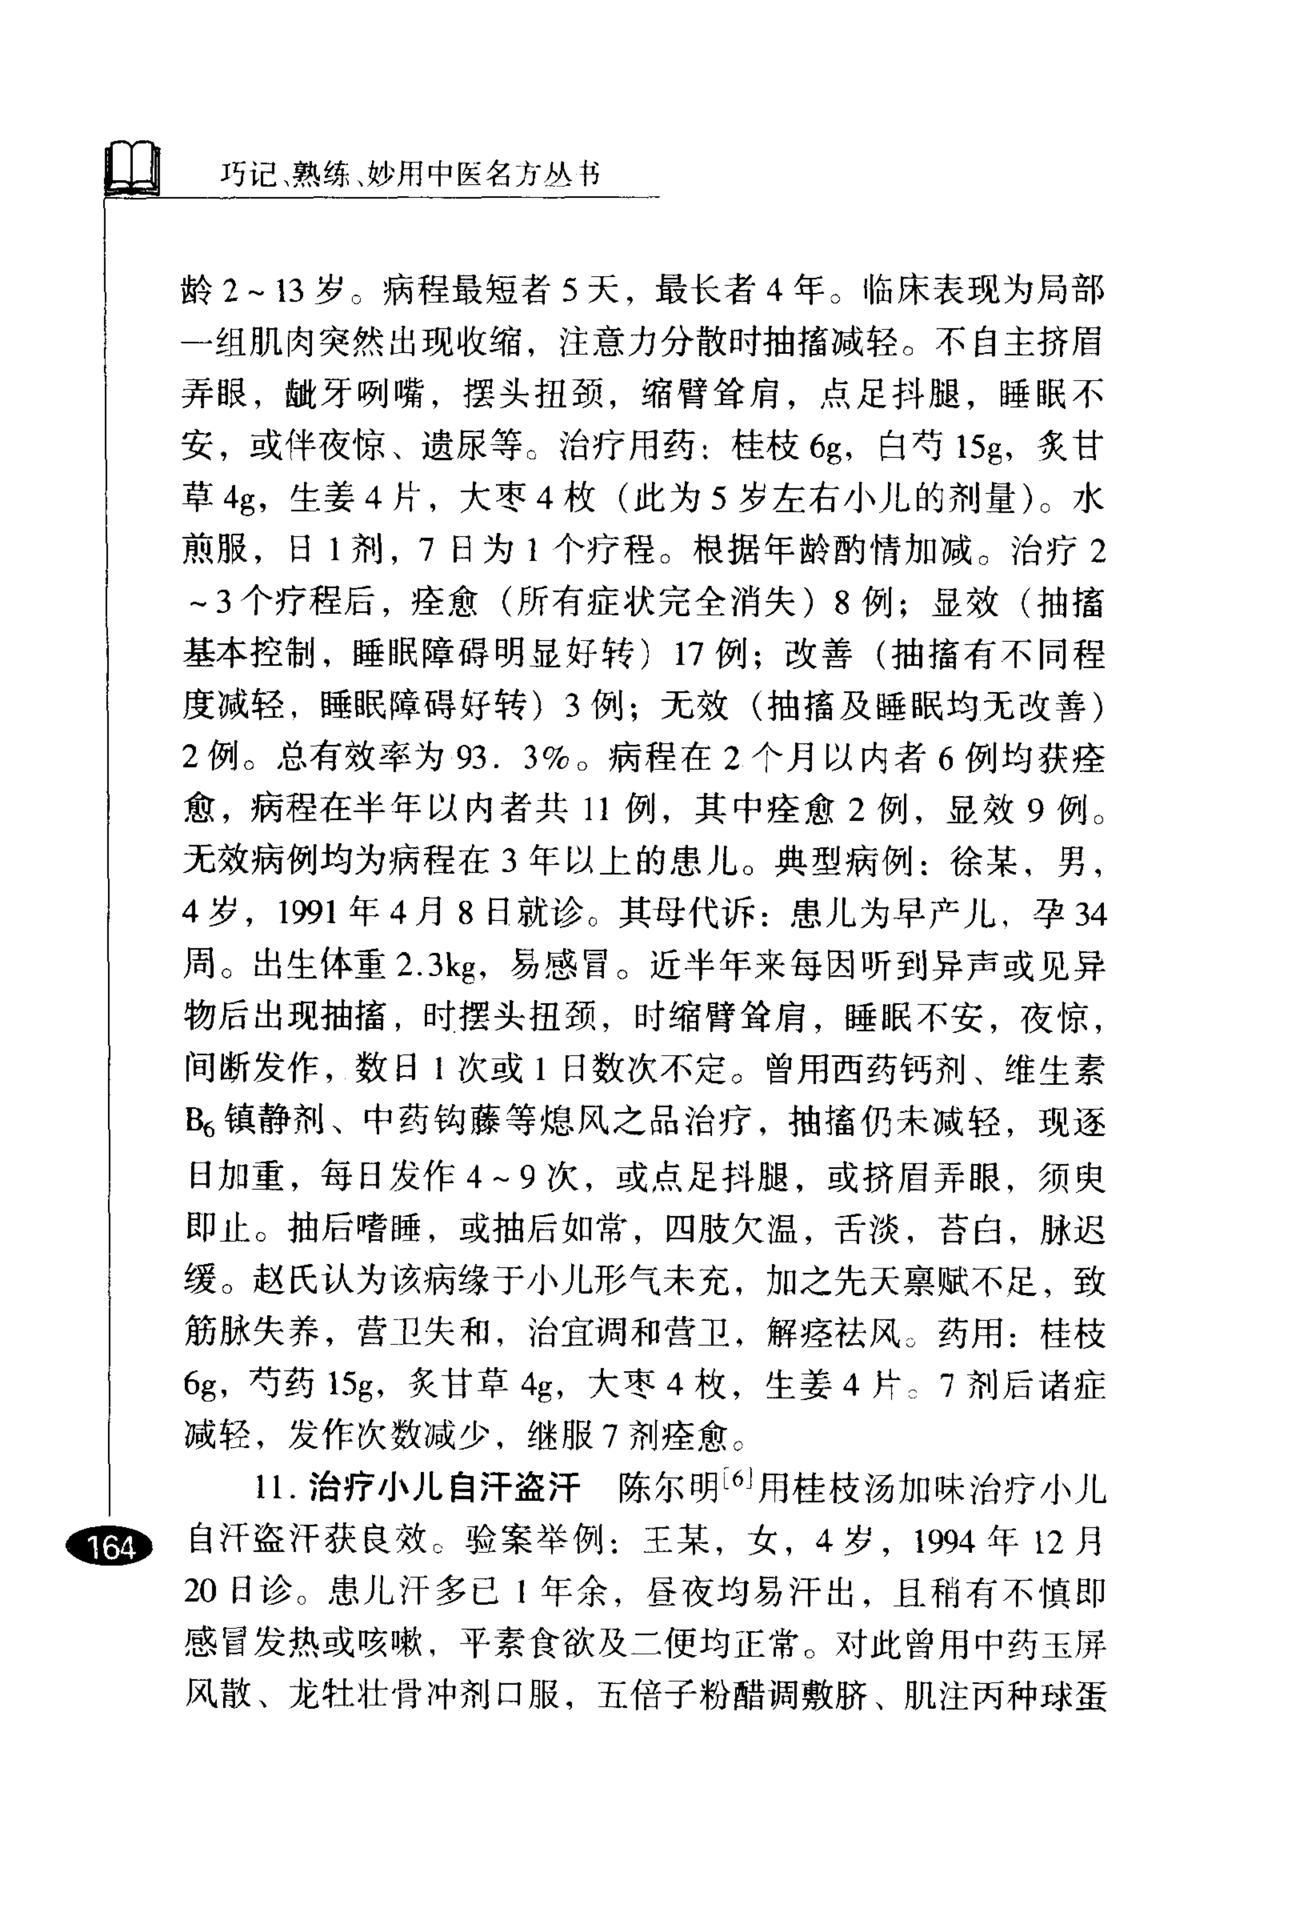 巧记、熟练、妙用中医名方丛书
龄 2～13 岁。病程最短者 5 天，最长者 4 年。临床表现为局部
一组肌肉突然出现收缩，注意力分散时抽搐减轻。不自主挤眉
弄眼，龇牙咧嘴，摆头扭颈，缩臂耸肩，点足抖腿，睡眠不
安，或伴夜惊、遗尿等。治疗用药：桂枝 6g，白芍 15g，炙甘
草 4g，生姜 4 片，大枣 4 枚（此为 5 岁左右小儿的剂量）。水
煎服，日 1 剂，7 日为 1 个疗程。根据年龄酌情加减。治疗 2
～3 个疗程后，痊愈（所有症状完全消失）8 例；显效（抽搐
基本控制，睡眠障碍明显好转）17 例；改善（抽搐有不同程
度减轻，睡眠障碍好转）3 例；无效（抽搐及睡眠均无改善）
2 例。总有效率为 93．3%。病程在 2 个月以内者 6 例均获痊
愈，病程在半年以内者共 11 例，其中痊愈 2 例，显效 9 例。
无效病例均为病程在 3 年以上的患儿。典型病例：徐某，男，
4 岁，1991 年 4 月 8 日就诊。其母代诉：患儿为早产儿，孕 34
周。出生体重 2.3kg，易感冒。近半年来每因听到异声或见异
物后出现抽搐，时摆头扭颈，时缩臂耸肩，睡眠不安，夜惊，
间断发作，数日 1 次或 1 日数次不定。曾用西药钙剂、维生素
B₆ 镇静剂、中药钩藤等熄风之品治疗，抽搐仍未减轻，现逐
日加重，每日发作 4～9 次，或点足抖腿，或挤眉弄眼，须臾
即止。抽后嗜睡，或抽后如常，四肢欠温，舌淡，苔白，脉迟
缓。赵氏认为该病缘于小儿形气未充，加之先天禀赋不足，致
筋脉失养，营卫失和，治宜调和营卫，解痉祛风。药用：桂枝
6g，芍药 15g，炙甘草 4g，大枣 4 枚，生姜 4 片。7 剂后诸症
减轻，发作次数减少，继服 7 剂痊愈。
11. 治疗小儿自汗盗汗 陈尔明[6]用桂枝汤加味治疗小儿
自汗盗汗获良效。验案举例：王某，女，4 岁，1994 年 12 月
20 日诊。患儿汗多已 1 年余，昼夜均易汗出，且稍有不慎即
感冒发热或咳嗽，平素食欲及二便均正常。对此曾用中药玉屏
风散、龙牡壮骨冲剂口服，五倍子粉醋调敷脐、肌注丙种球蛋
164